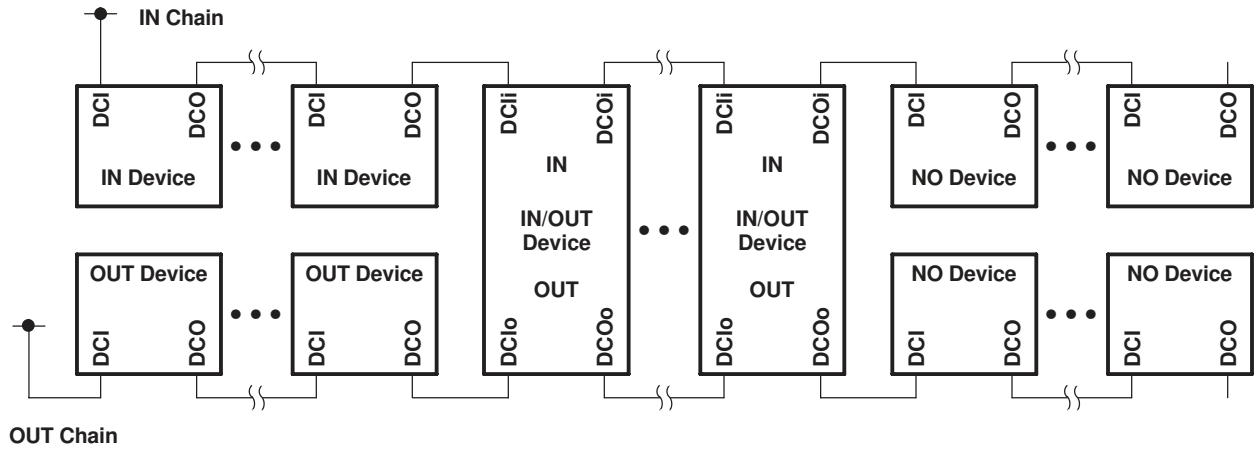 IN Chain
DCI DCO DCI DCO DCIi DCOi DCIi DCOi DCI DCO DCI DCO
IN Device IN Device IN IN NO Device NO Device
IN/OUT IN/OUT
Device Device
OUT Device OUT Device OUT OUT NO Device NO Device
DCI DCO DCI DCO DCIo DCOo DCIo DCOo DCI DCO DCI DCO
OUT Chain